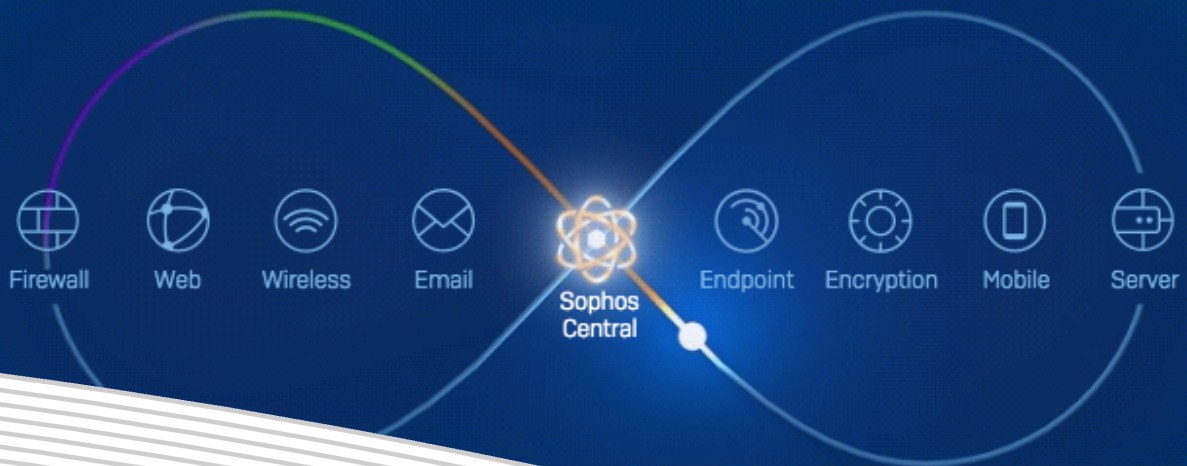 Firewall
Web
Wireless
Email
Sophos
Central
Endpoint
Encryption
Mobile
Server